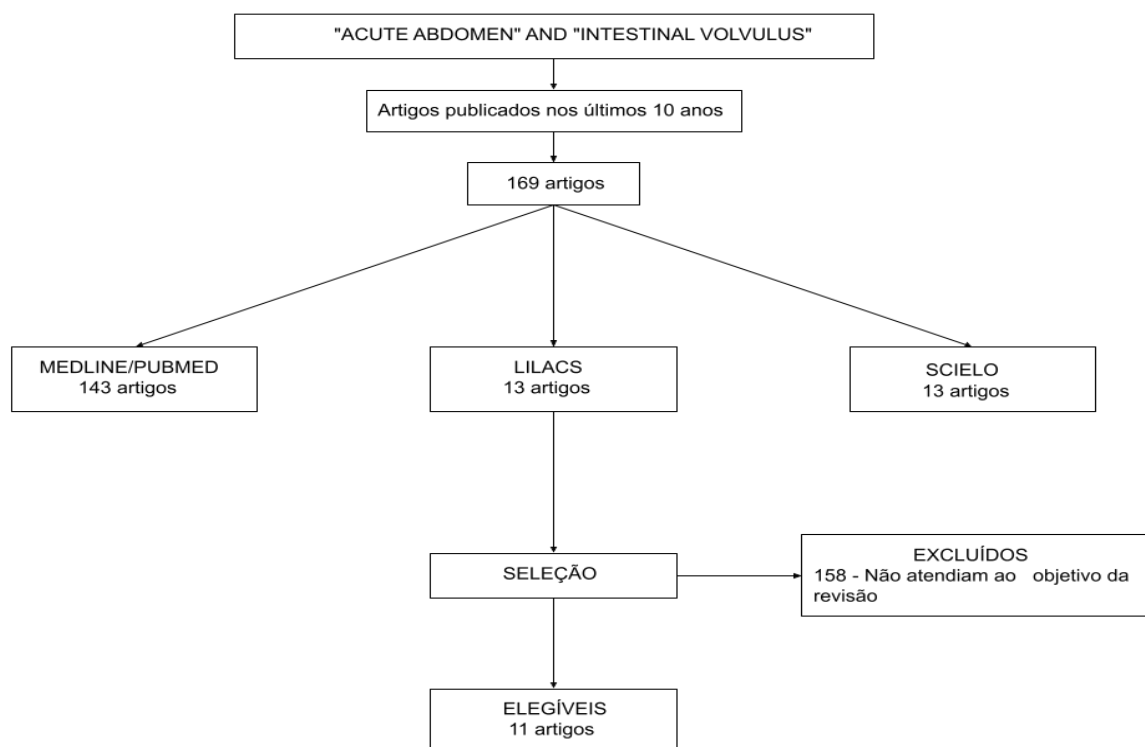 "ACUTE ABDOMEN" AND "INTESTINAL VOLVULUS"
Artigos publicados nos últimos 10 anos
169 artigos
MEDLINE/PUBMED
143 artigos
LILACS
13 artigos
SCIELO
13 artigos
SELEÇÃO
EXCLUÍDOS
158 - Não atendiam ao objetivo da
revisão
ELEGÍVEIS
11 artigos